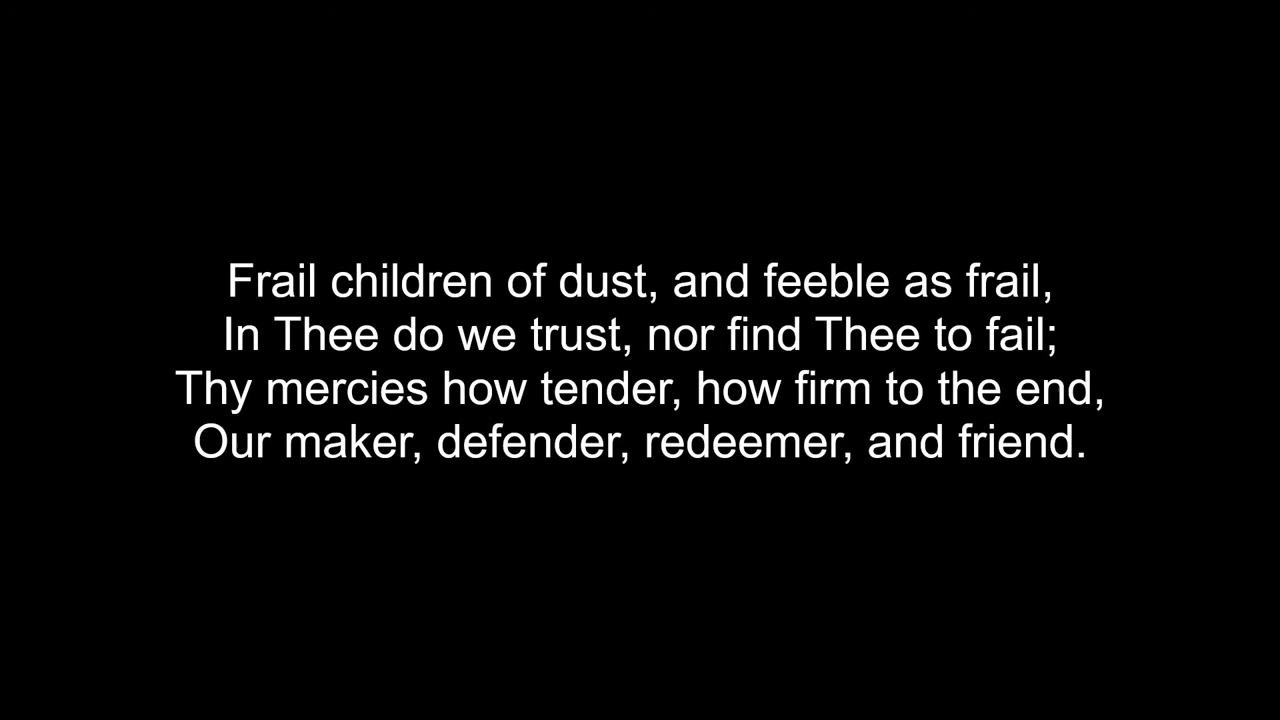 Frail children of dust, and feeble as frail,
In Thee do we trust, nor find Thee to fail;
Thy mercies how tender, how firm to the end,
Our maker, defender, redeemer, and friend.